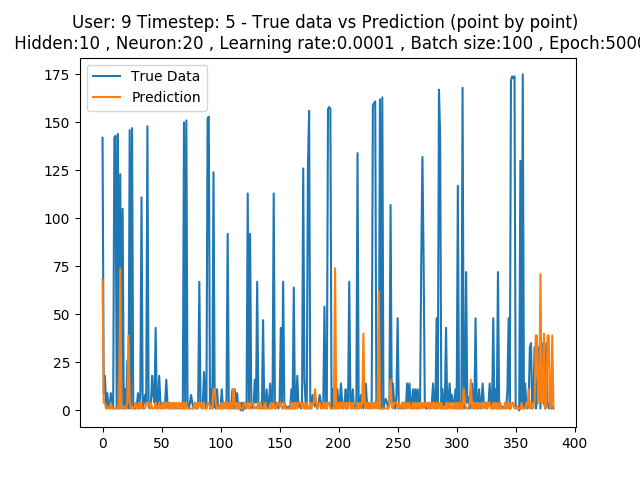 User: 9 Timestep: 5 - True data vs Prediction (point by point)
Hidden:10 , Neuron:20 , Learning rate:0.0001 , Batch size:100 , Epoch:5000
True Data
Prediction
175
150
125
100
75
50
25
0
0 50 100 150 200 250 300 350 400